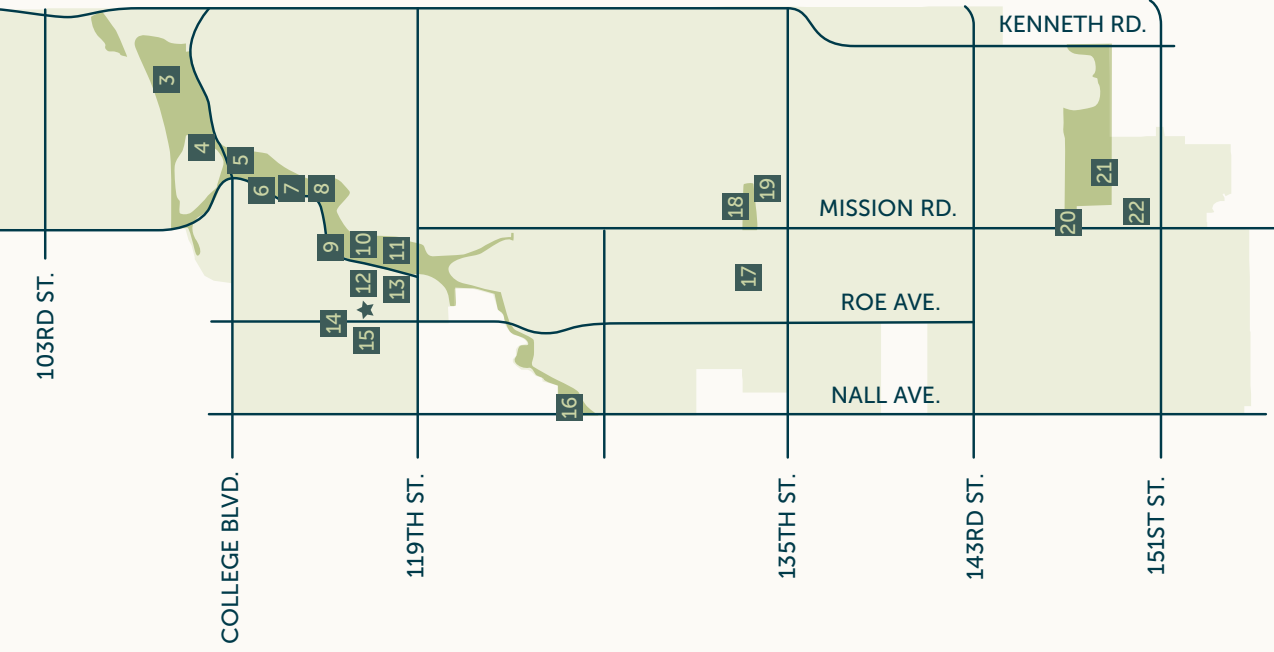 KENNETH RD.
3
4
5
6
7
8
19
18
21
22
20
MISSION RD.
9
10
11
12
13
17
ROE AVE.
14
15
NALL AVE.
16
103RD ST.
COLLEGE BLVD.
119TH ST.
135TH ST.
143RD ST.
151ST ST.